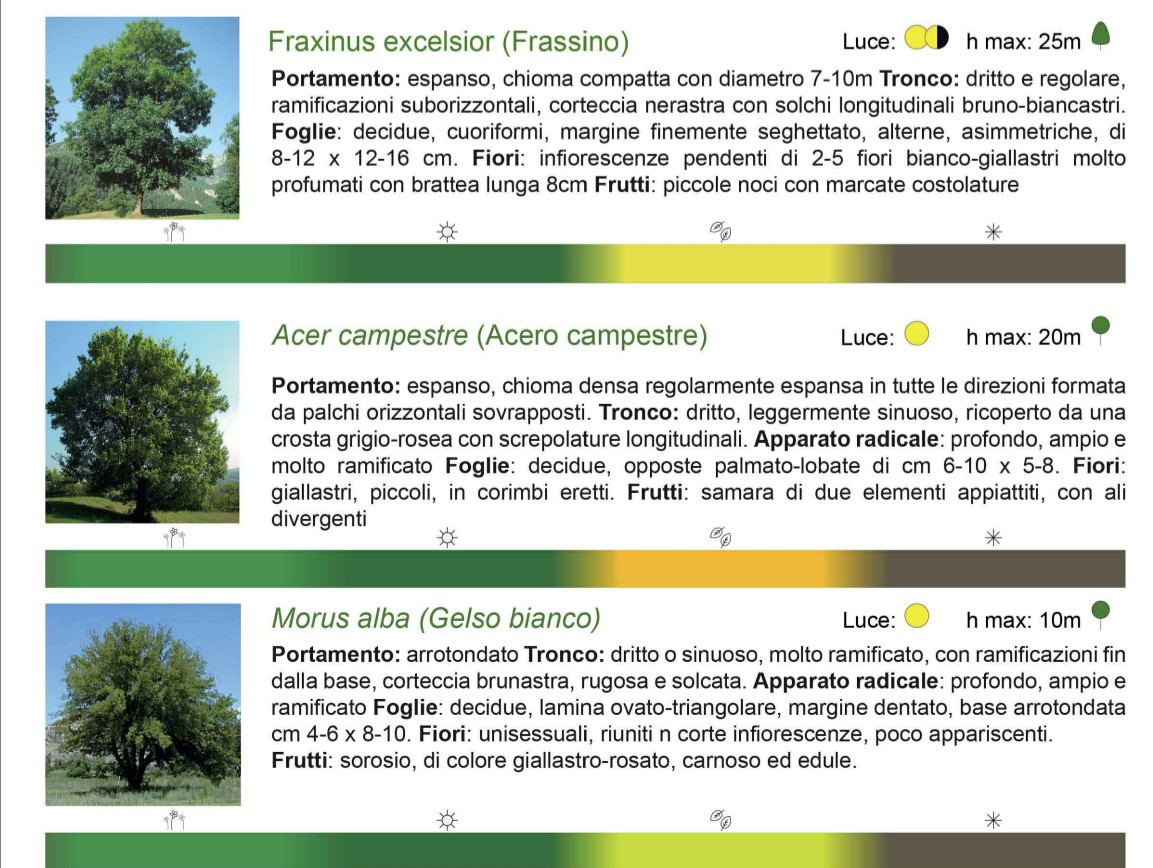 Fraxinus excelsior (Frassino)
Luce: h max: 25m
Portamento: espanso, chioma compatta con diametro 7-10m Tronco: dritto e regolare,
ramificazioni suborizzontali, corteccia nerastra con solchi longitudinali bruno-biancastri.
Foglie: decidue, cuoriformi, margine finemente seghettato, alterne, asimmetriche, di
8-12 x 12-16 cm. Fiori: infiorescenze pendenti di 2-5 fiori bianco-giallastri molto
profumati con brattea lunga 8cm Frutti: piccole noci con marcate costolature
Acer campestre (Acero campestre)
Luce: h max: 20m
Portamento: espanso, chioma densa regolarmente espansa in tutte le direzioni formata
da palchi orizzontali sovrapposti. Tronco: dritto, leggermente sinuoso, ricoperto da una
crosta grigio-rosea con screpolature longitudinali. Apparato radicale: profondo, ampio e
molto ramificato Foglie: decidue, opposte palmato-lobate di cm 6-10 x 5-8. Fiori:
giallastri, piccoli, in corimbi eretti. Frutti: samara di due elementi appiattiti, con ali
divergenti
Morus alba (Gelso bianco)
Luce: h max: 10m
Portamento: arrotondato Tronco: dritto o sinuoso, molto ramificato, con ramificazioni fin
dalla base, corteccia brunastra, rugosa e solcata. Apparato radicale: profondo, ampio e
ramificato Foglie: decidue, lamina ovato-triangolare, margine dentato, base arrotondata
cm 4-6 x 8-10. Fiori: unisessuali, riuniti n corte infiorescenze, poco appariscenti.
Frutti: sorosio, di colore giallastro-rosato, carnoso ed edule.